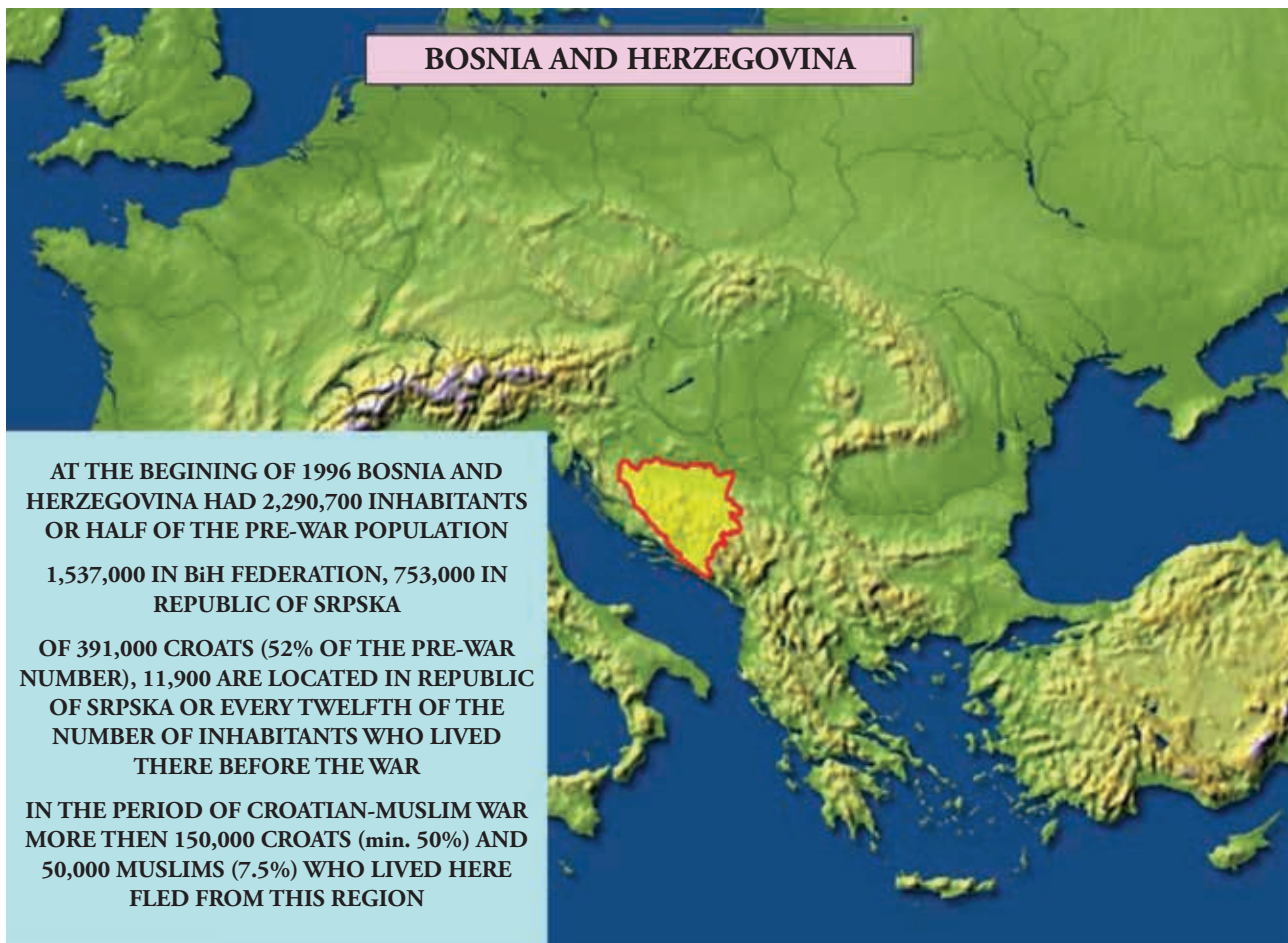 BOSNIA AND HERZEGOVINA
AT THE BEGINING OF 1996 BOSNIA AND
HERZEGOVINA HAD 2,290,700 INHABITANTS
OR HALF OF THE PRE-WAR POPULATION
1,537,000 IN BiH FEDERATION, 753,000 IN
REPUBLIC OF SRPSKA
OF 391,000 CROATS (52% OF THE PRE-WAR
NUMBER), 11,900 ARE LOCATED IN REPUBLIC
OF SRPSKA OR EVERY TWELFTH OF THE
NUMBER OF INHABITANTS WHO LIVED
THERE BEFORE THE WAR
IN THE PERIOD OF CROATIAN-MUSLIM WAR
MORE THEN 150,000 CROATS (min. 50%) AND
50,000 MUSLIMS (7.5%) WHO LIVED HERE
FLED FROM THIS REGION